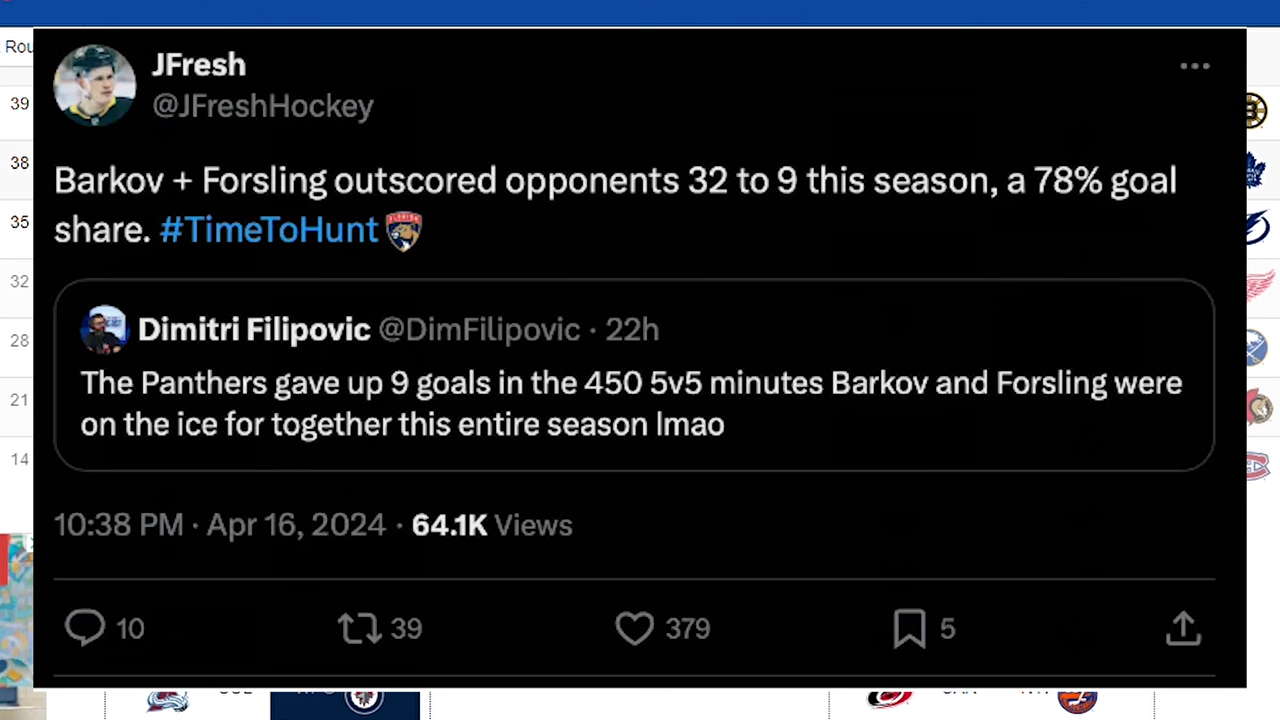 Rou
JFresh
@JFreshHockey
39
38
35
32
28
21
14
Barkov + Forsling outscored opponents 32 to 9 this season, a 78% goal
share. #TimeToHunt
Dimitri Filipovic @DimFilipovic · 22h
The Panthers gave up 9 goals in the 450 5v5 minutes Barkov and Forsling were
on the ice for together this entire season lmao
10:38 PM · Apr 16, 2024 · 64.1K Views
10 39 379 5